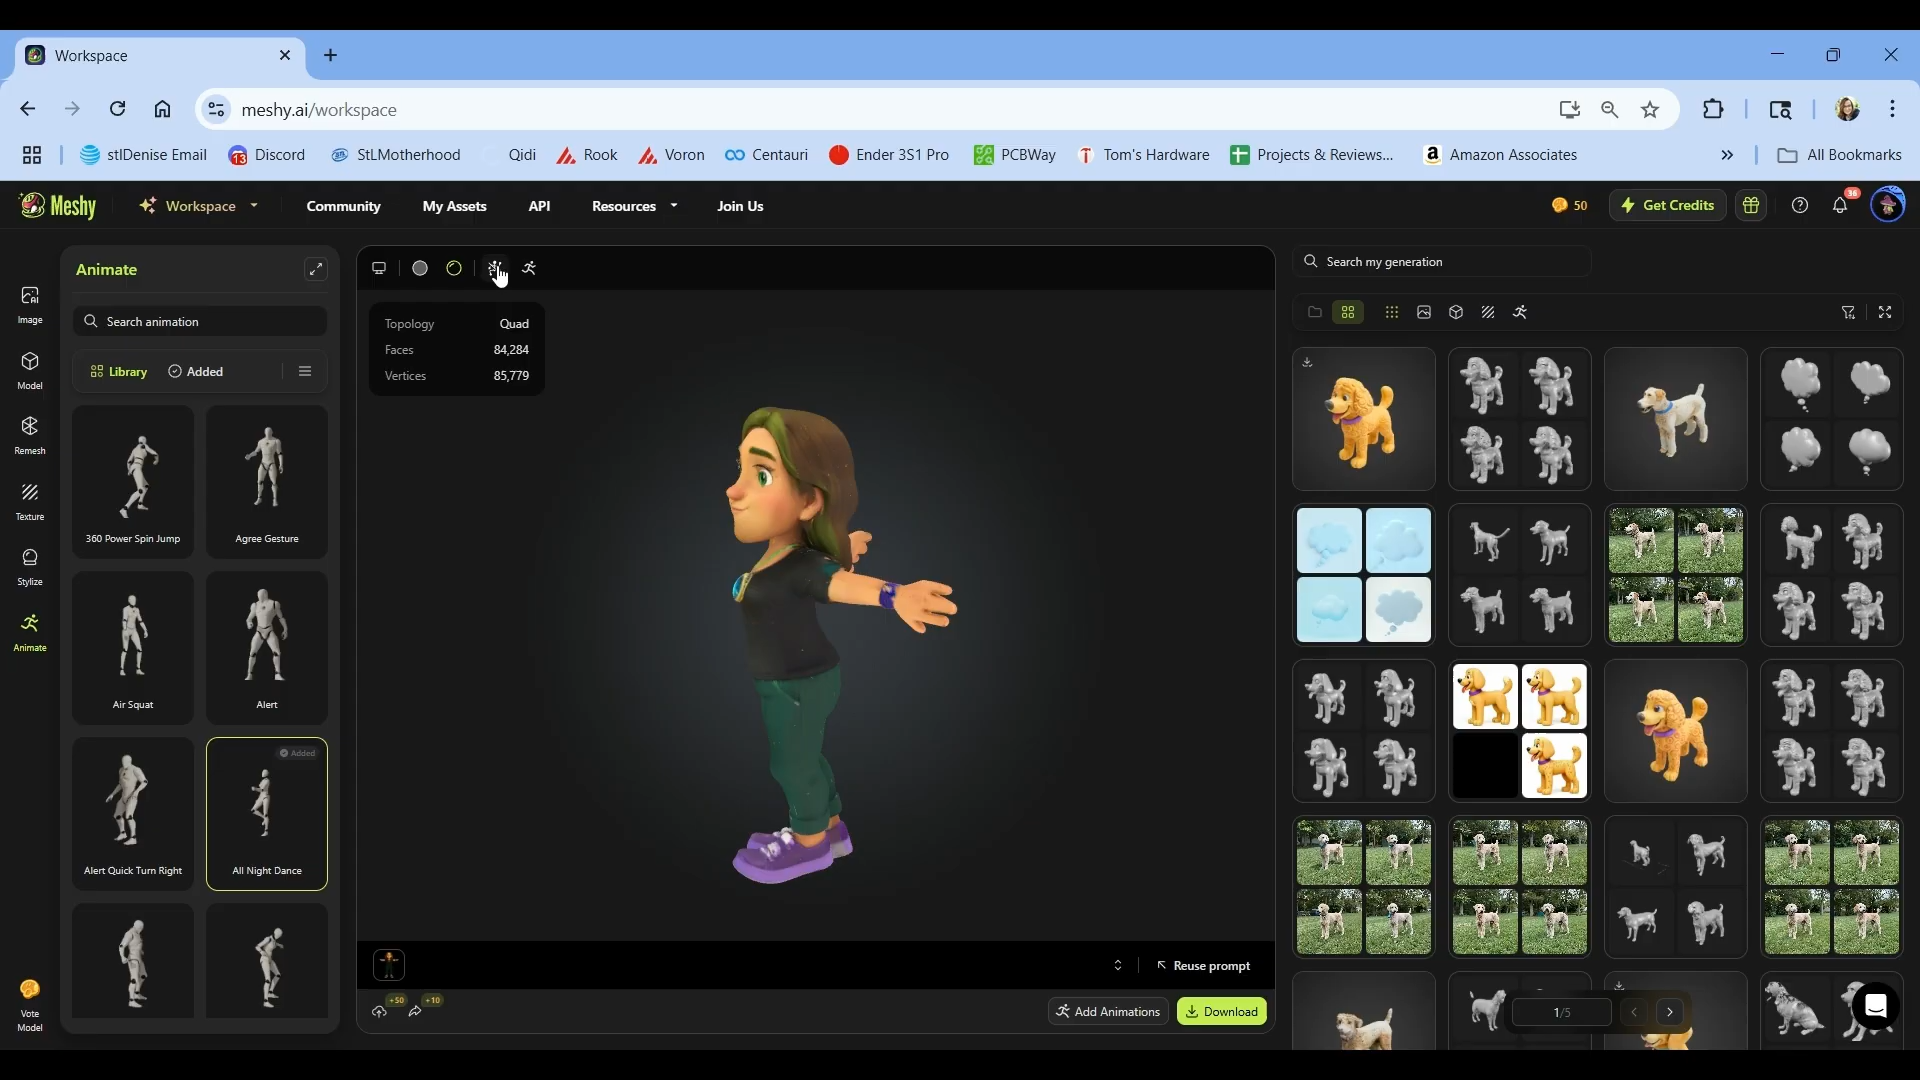 Workspace
meshy.ai/workspace
stlDenise Email
13
Discord
StLMotherhood
Qidi
Rook
Voron
Centauri
Ender 3S1 Pro
PCBWay
Tom's Hardware
Projects & Reviews...
Amazon Associates
All Bookmarks
Meshy
Workspace
Community
My Assets
API
Resources
Join Us
50
Get Credits
36
Image
Model
Remesh
Texture
Stylize
Animate
Vote
Model
Animate
Search animation
Library
Added
360 Power Spin Jump
Agree Gesture
Air Squat
Alert
Added
Alert Quick Turn Right
All Night Dance
Topology Quad
Faces 84,284
Vertices 85,779
Reuse prompt
+50
+10
Add Animations
Download
Search my generation
1/5